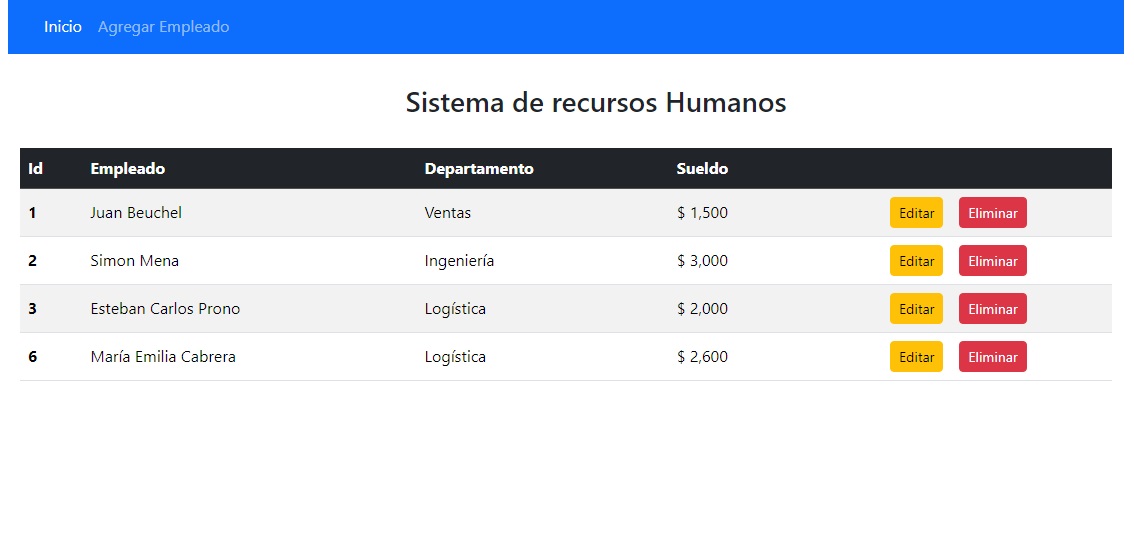 Inicio Agregar Empleado
Sistema de recursos Humanos
Id Empleado Departamento Sueldo
1 Juan Beuchel Ventas $ 1,500 Editar Eliminar
2 Simon Mena Ingeniería $ 3,000 Editar Eliminar
3 Esteban Carlos Prono Logística $ 2,000 Editar Eliminar
6 María Emilia Cabrera Logística $ 2,600 Editar Eliminar